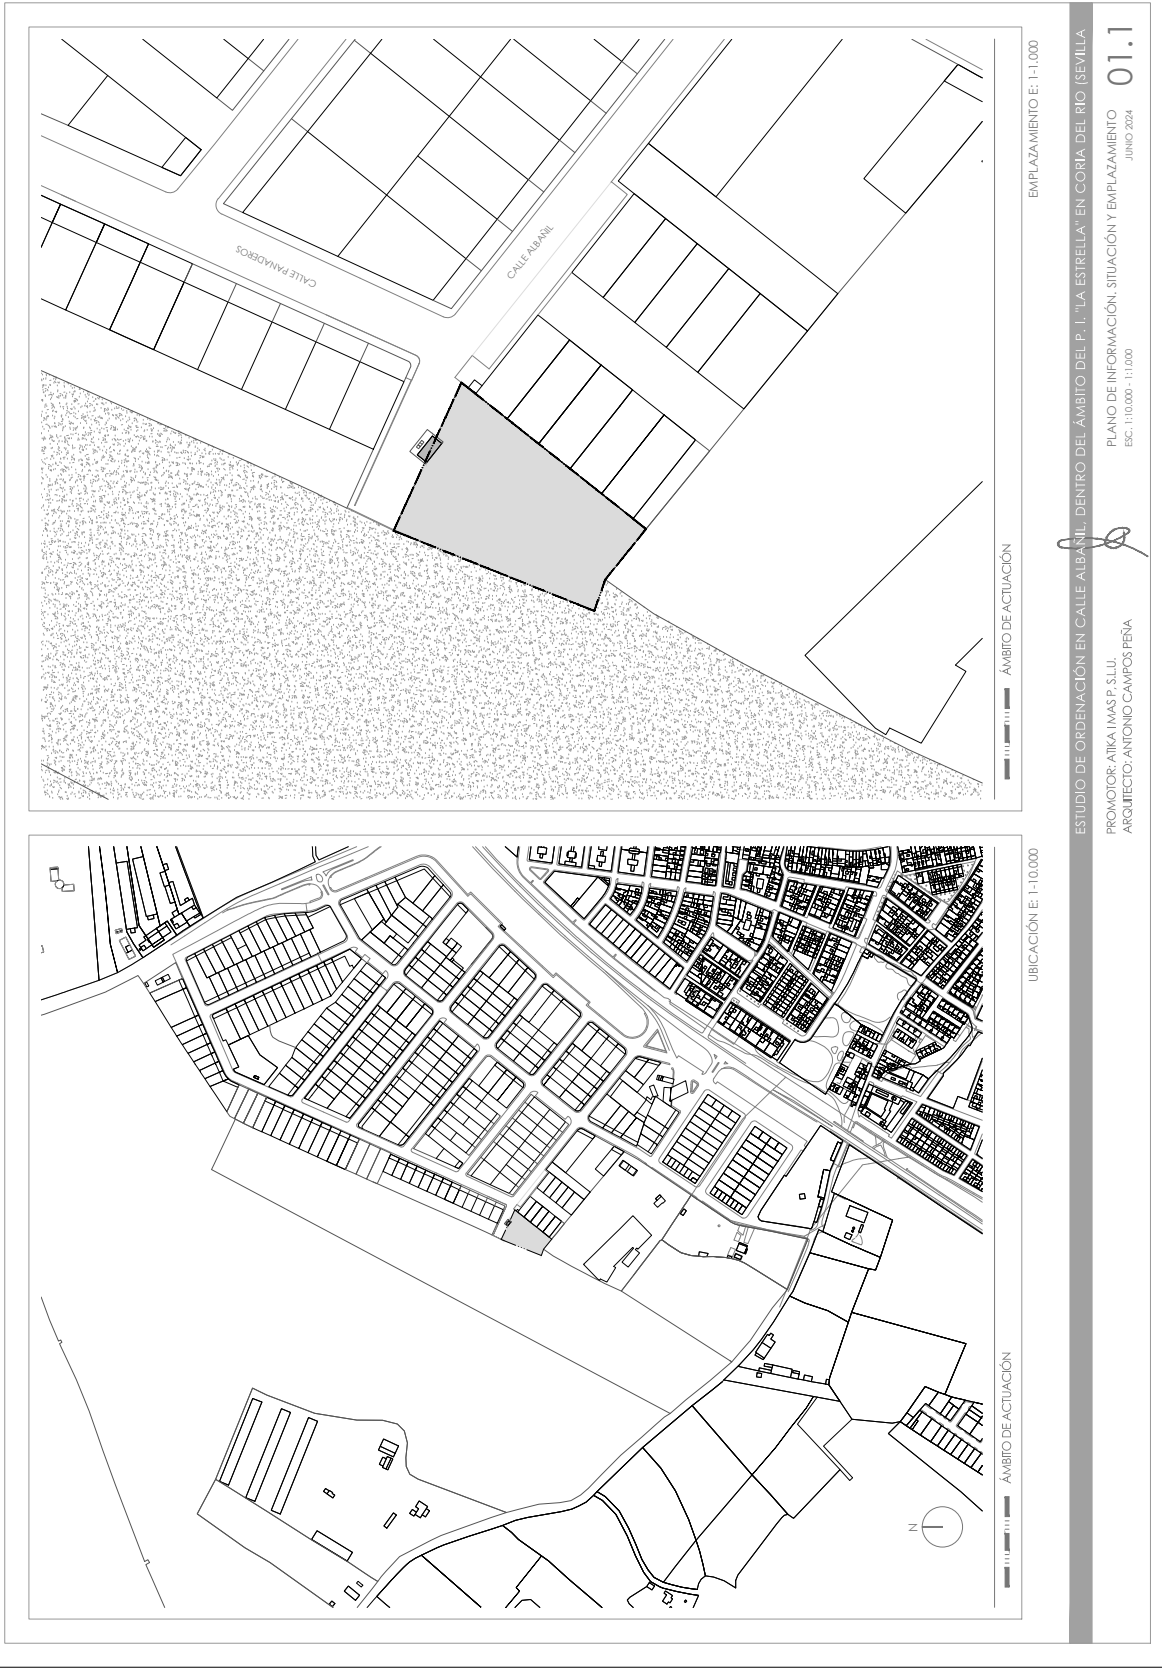 UBICACIÓN E: 1-10.000
N
ÁMBITO DE ACTUACIÓN
EMPLAZAMIENTO E: 1-1.000
CALLE PANADEROS
CALLE ALBAÑIL
ÁMBITO DE ACTUACIÓN
ESTUDIO DE ORDENACIÓN EN CALLE ALBAÑIL, DENTRO DEL ÁMBITO DEL P. I. "LA ESTRELLA" EN CORIA DEL RIO (SEVILLA
PROMOTOR: ATIKA I MAS P, S.L.U.
ARQUITECTO: ANTONIO CAMPOS PEÑA
PLANO DE INFORMACIÓN. SITUACIÓN Y EMPLAZAMIENTO
ESC. 1:10.000 - 1:1.000
JUNIO 2024
01.1